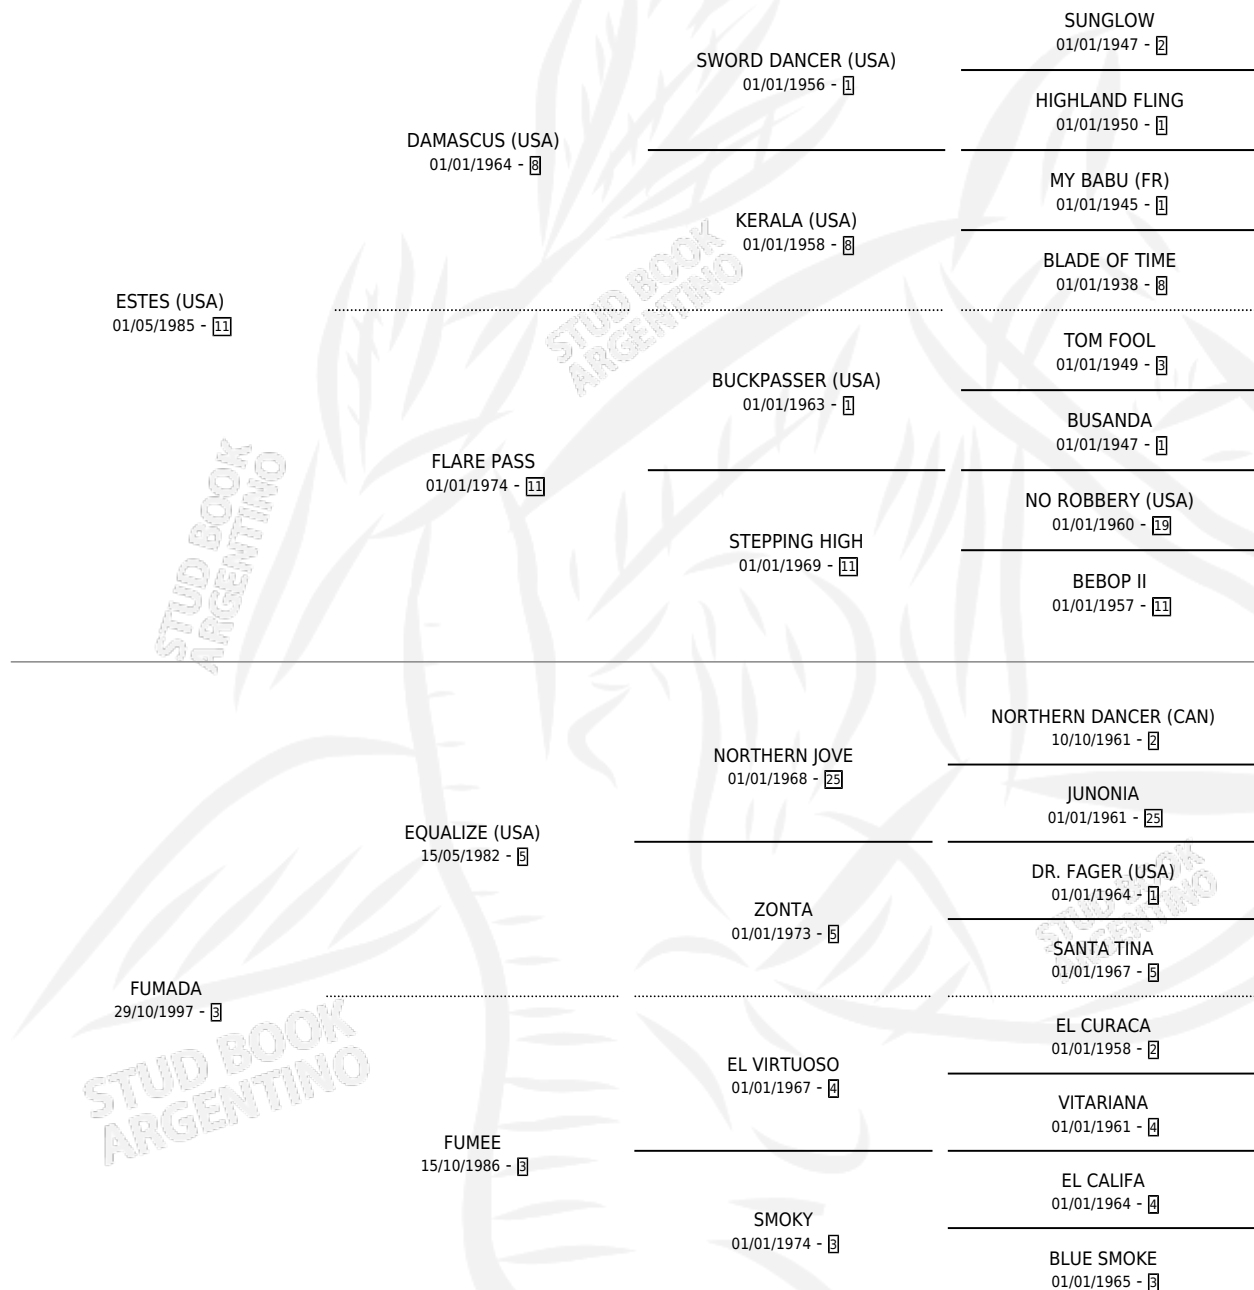 SUNGLOW
01/01/1947 - 2
SWORD DANCER (USA)
01/01/1956 - 1
HIGHLAND FLING
01/01/1950 - 1
DAMASCUS (USA)
01/01/1964 - 8
MY BABU (FR)
01/01/1945 - 1
KERALA (USA)
01/01/1958 - 8
BLADE OF TIME
01/01/1938 - 8
ESTES (USA)
01/05/1985 - 11
TOM FOOL
01/01/1949 - 3
BUCKPASSER (USA)
01/01/1963 - 1
BUSANDA
01/01/1947 - 1
FLARE PASS
01/01/1974 - 11
NO ROBBERY (USA)
01/01/1960 - 19
STEPPING HIGH
01/01/1969 - 11
BEBOP II
01/01/1957 - 11
NORTHERN DANCER (CAN)
10/10/1961 - 2
NORTHERN JOVE
01/01/1968 - 25
JUNONIA
01/01/1961 - 25
EQUALIZE (USA)
15/05/1982 - 5
DR. FAGER (USA)
01/01/1964 - 1
ZONTA
01/01/1973 - 5
SANTA TINA
01/01/1967 - 5
FUMADA
29/10/1997 - 3
EL CURACA
01/01/1958 - 2
EL VIRTUOSO
01/01/1967 - 4
VITARIANA
01/01/1961 - 4
FUMEE
15/10/1986 - 3
EL CALIFA
01/01/1964 - 4
SMOKY
01/01/1974 - 3
BLUE SMOKE
01/01/1965 - 3
STUD BOOK
ARGENTINO
STUD BOOK
ARGENTINO
STUD BOOK
ARGENTINO
STUD BOOK
ARGENTINO